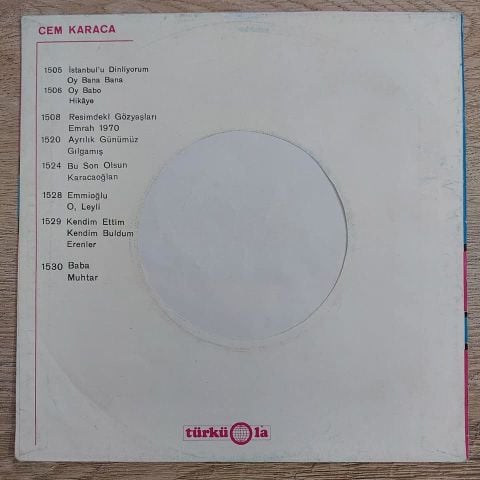 CEM KARACA
1505 İstanbul'u Dinliyorum
Oy Bana Bana
1506 Oy Babo
Hikâye
1508 Resimdeki Gözyaşları
Emrah 1970
1520 Ayrılık Günümüz
Gılgamış
1524 Bu Son Olsun
Karacaoğlan
1528 Emmioğlu
O, Leyli
1529 Kendim Ettim
Kendim Buldum
Erenler
1530 Baba
Muhtar
türküola